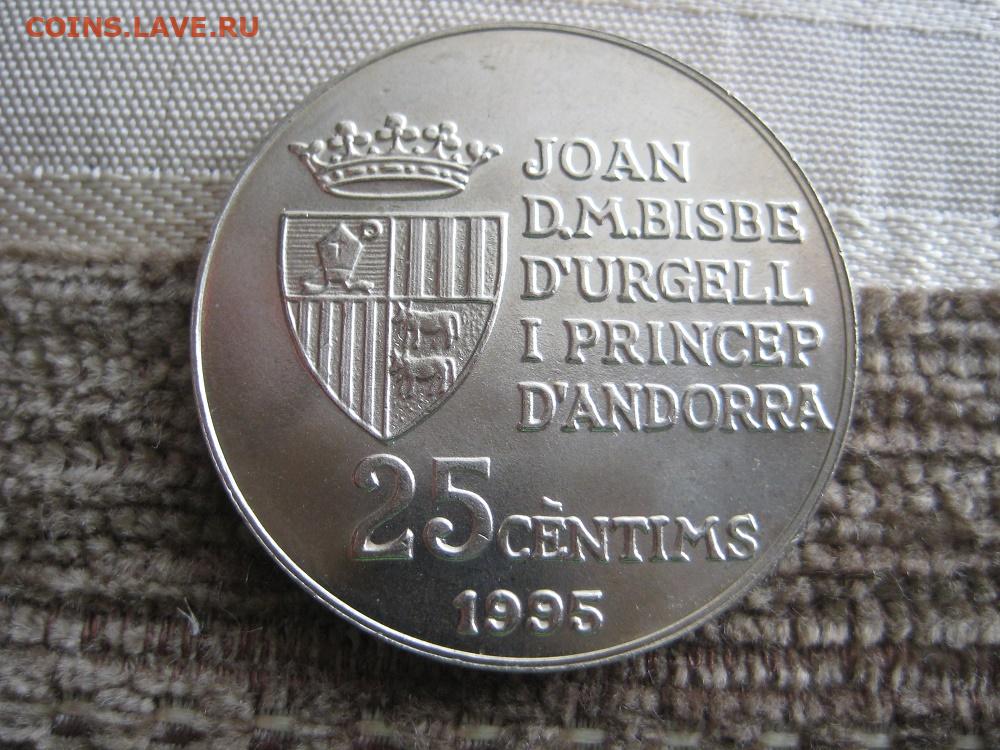 COINS.LAVE.RU
JOAN
D.M.BISBE
D'URGELL
I PRINCEP
D'ANDORRA
25 CÈNTIMS
1995